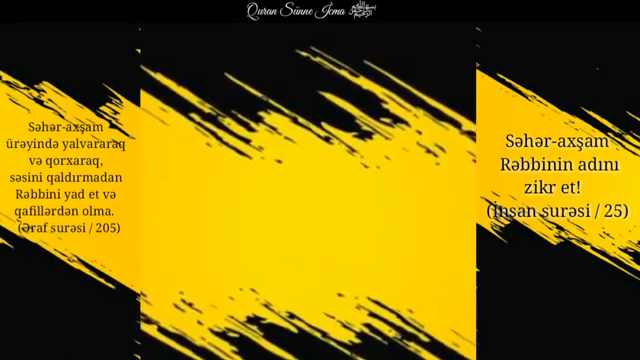 Quran Sünne İcma
Səhər-axşam
ürəyində yalvararaq
və qorxaraq,
səsini qaldırmadan
Rəbbini yad et və
qafillərdən olma.
(Əraf surəsi / 205)
Səhər-axşam
Rəbbinin adını
zikr et!
(İnsan surəsi / 25)